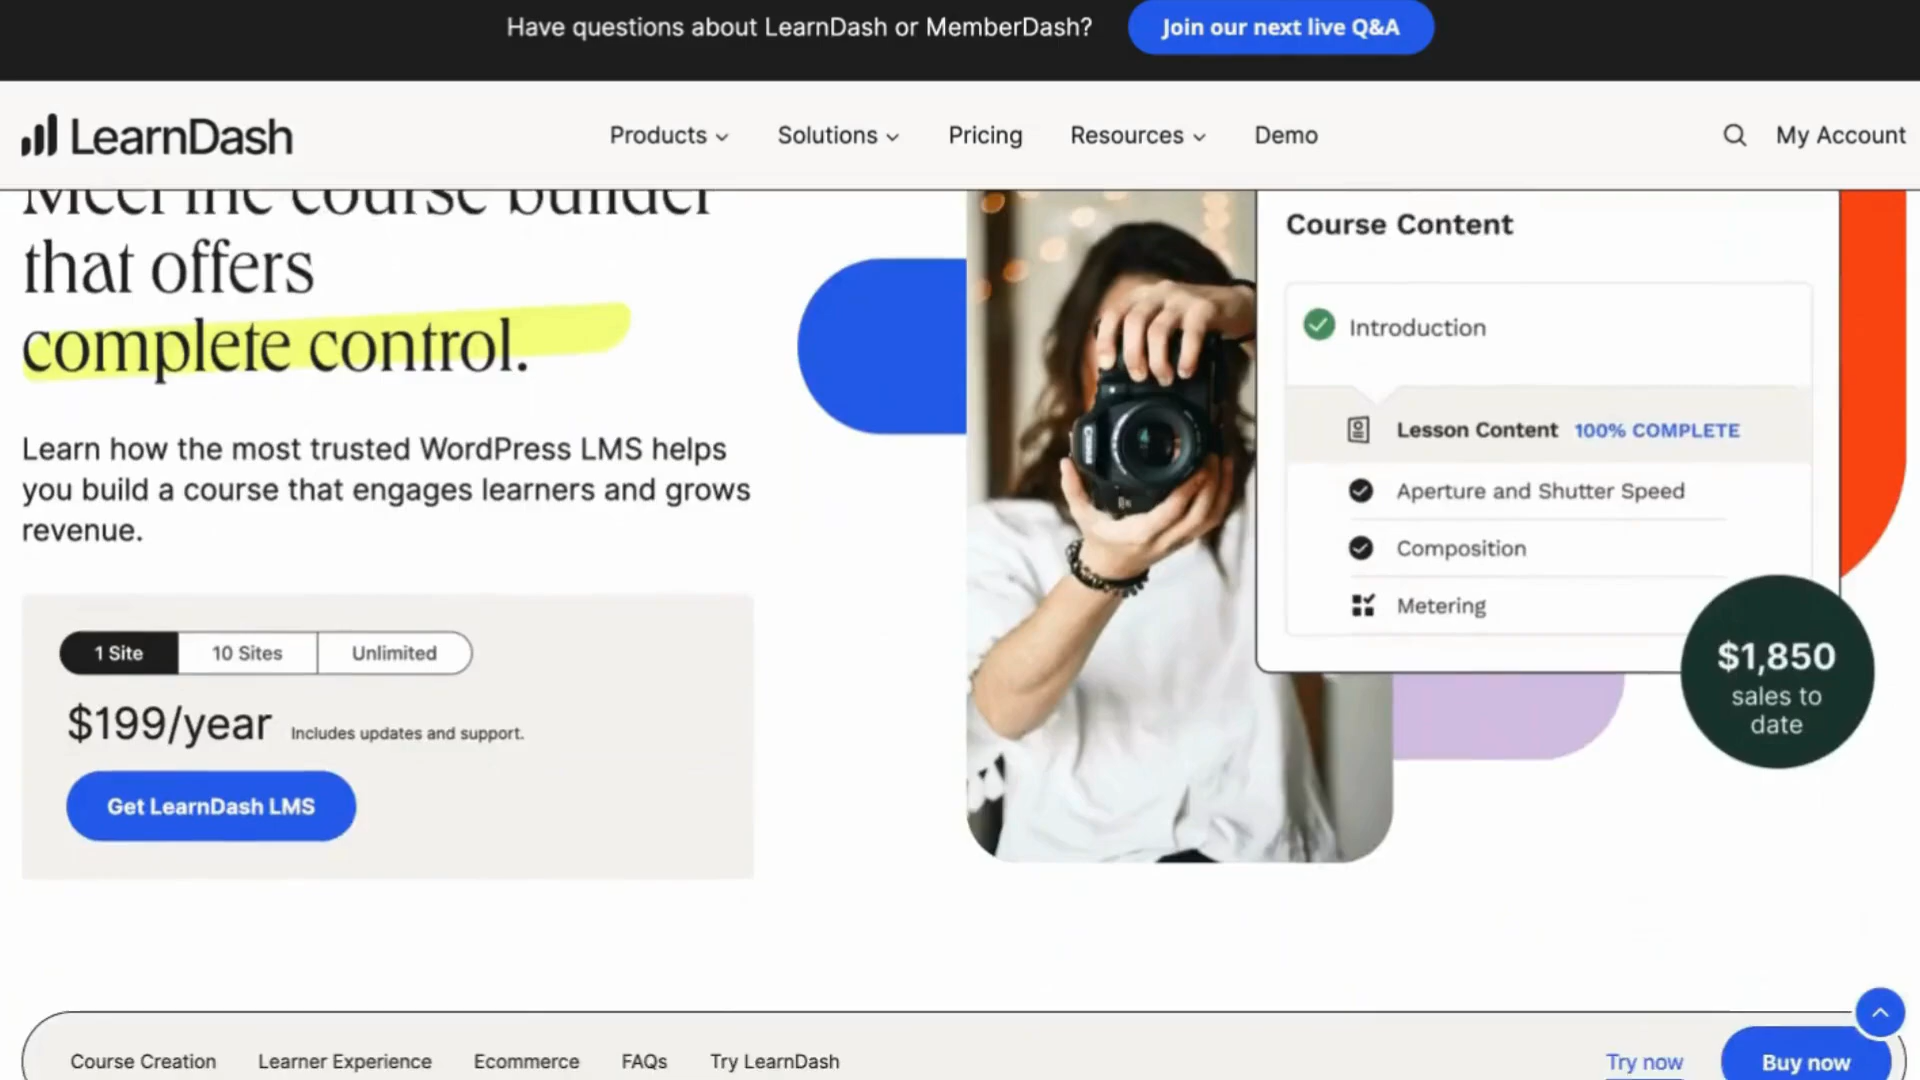 Have questions about LearnDash or MemberDash? Join our next live Q&A
LearnDash Products Solutions Pricing Resources Demo My Account
Meet the course builder
that offers
complete control.
Learn how the most trusted WordPress LMS helps
you build a course that engages learners and grows
revenue.
1 Site 10 Sites Unlimited
$199/year Includes updates and support.
Get LearnDash LMS
Course Content
Introduction
Lesson Content 100% COMPLETE
Aperture and Shutter Speed
Composition
Metering
$1,850
sales to
date
Course Creation Learner Experience Ecommerce FAQs Try LearnDash Try now Buy now